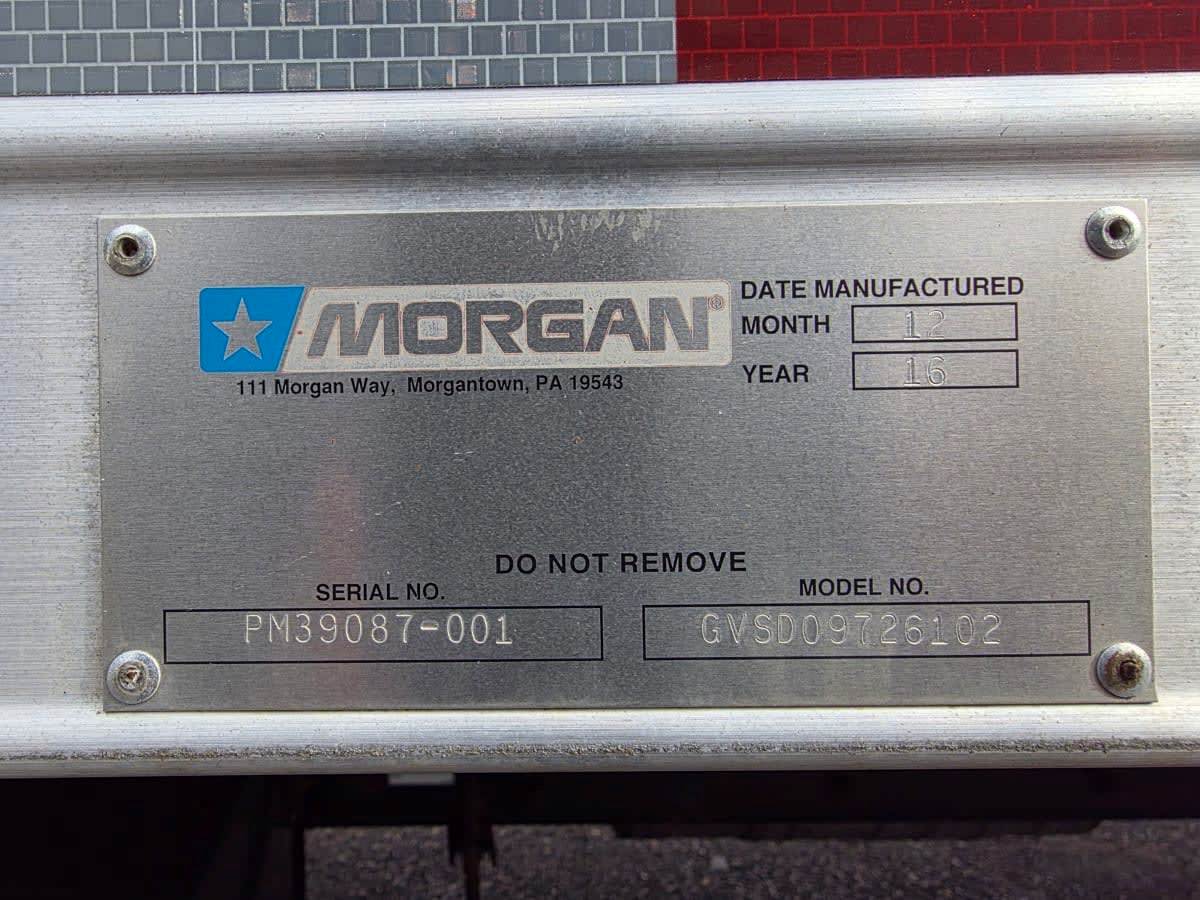 MORGAN®
111 Morgan Way, Morgantown, PA 19543
DATE MANUFACTURED
MONTH 12
YEAR 16
DO NOT REMOVE
SERIAL NO.
PM39087-001
MODEL NO.
GVSD09726102